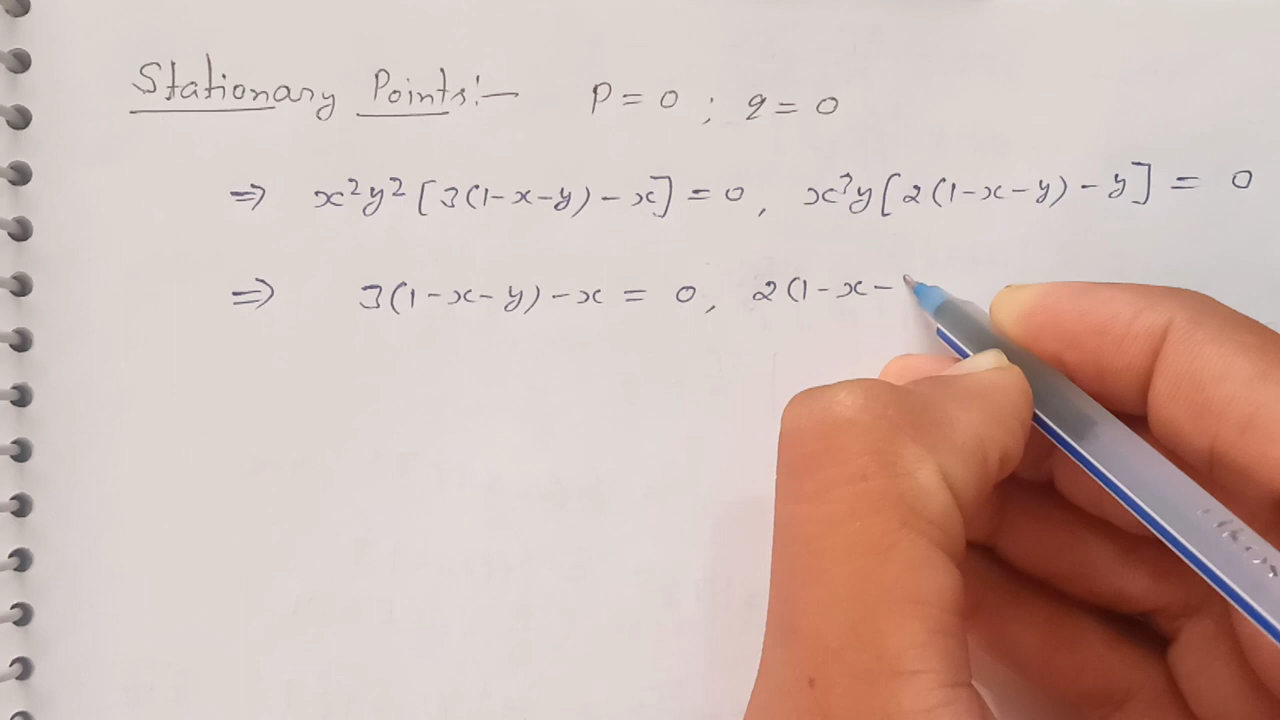 Stationary Points:- p = 0 ; q = 0
⇒ x²y² [3(1-x-y) - x] = 0, x³y [2(1-x-y) - y] = 0
⇒ 3(1-x-y) - x = 0, 2(1-x-